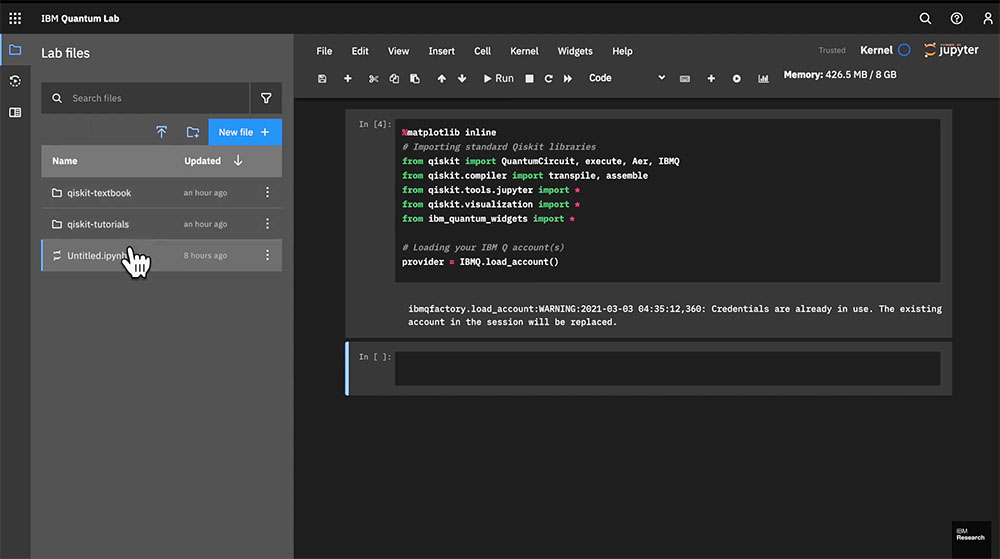 IBM Quantum Lab
Lab files
Search files
New file +
Name Updated
qiskit-textbook an hour ago
qiskit-tutorials an hour ago
Untitled.ipynb 8 hours ago
File Edit View Insert Cell Kernel Widgets Help
Trusted Kernel jupyter
Run Code Memory: 426.5 MB / 8 GB
In [4]:
%matplotlib inline
# Importing standard Qiskit libraries
from qiskit import QuantumCircuit, execute, Aer, IBMQ
from qiskit.compiler import transpile, assemble
from qiskit.tools.jupyter import *
from qiskit.visualization import *
from ibm_quantum_widgets import *
# Loading your IBM Q account(s)
provider = IBMQ.load_account()
ibmqfactory.load_account:WARNING:2021-03-03 04:35:12,360: Credentials are already in use. The existing
account in the session will be replaced.
In [ ]:
IBM
Research